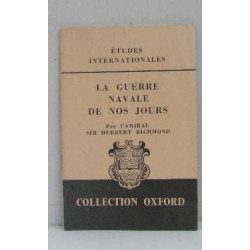 ÉTUDES
INTERNATIONALES
LA GUERRE
NAVALE
DE NOS JOURS
PAR L'AMIRAL
SIR HERBERT RICHMOND
COLLECTION OXFORD